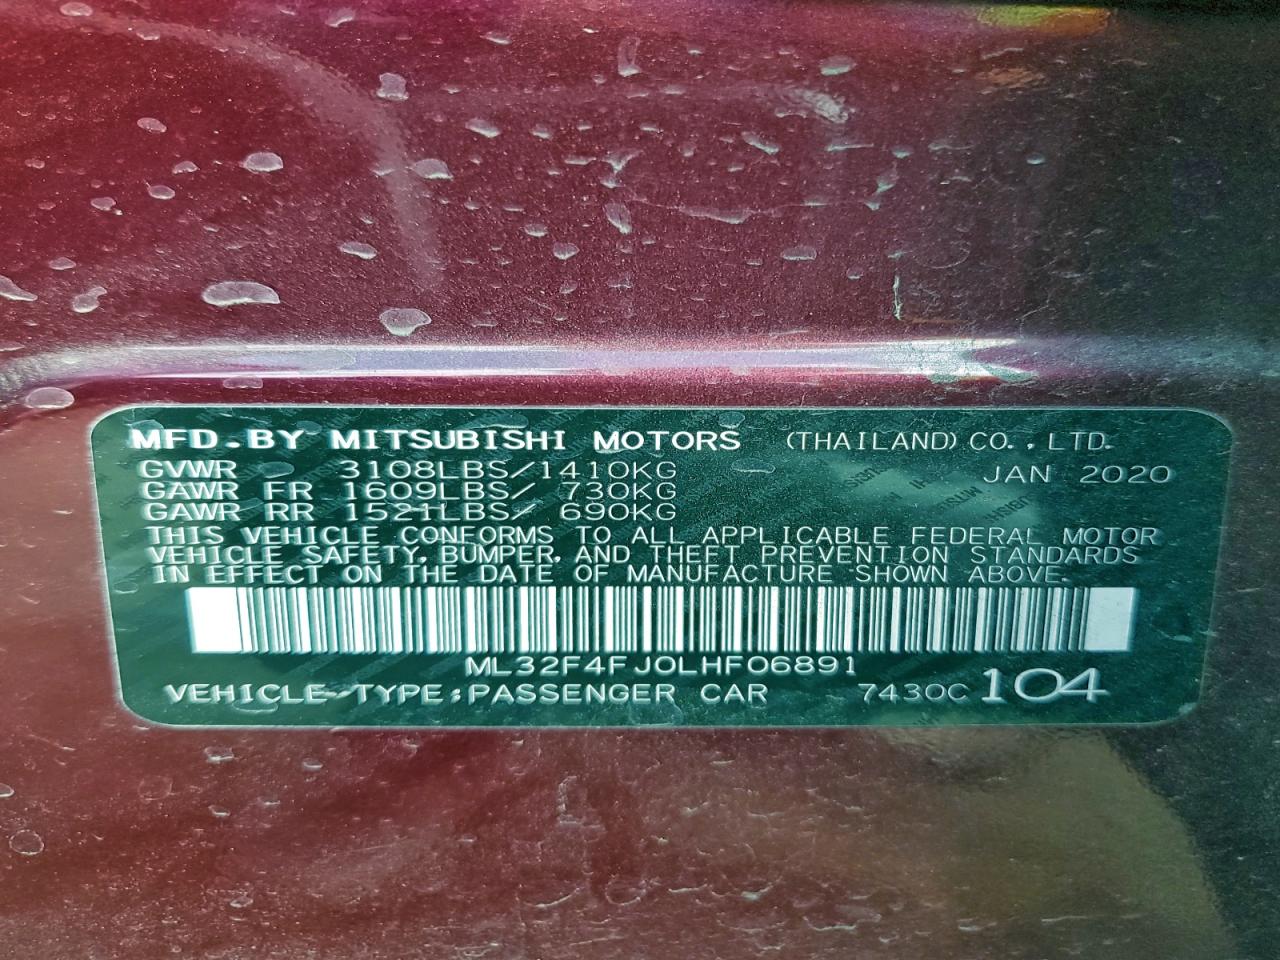 MFD. BY MITSUBISHI MOTORS (THAILAND) CO., LTD.
GVWR 3108LBS/1410KG JAN 2020
GAWR FR 1609LBS/ 730KG
GAWR RR 1521LBS/ 690KG
THIS VEHICLE CONFORMS TO ALL APPLICABLE FEDERAL MOTOR
VEHICLE SAFETY, BUMPER, AND THEFT PREVENTION STANDARDS
IN EFFECT ON THE DATE OF MANUFACTURE SHOWN ABOVE.
ML32F4FJ0LHF06891
VEHICLE-TYPE:PASSENGER CAR 7430C 104